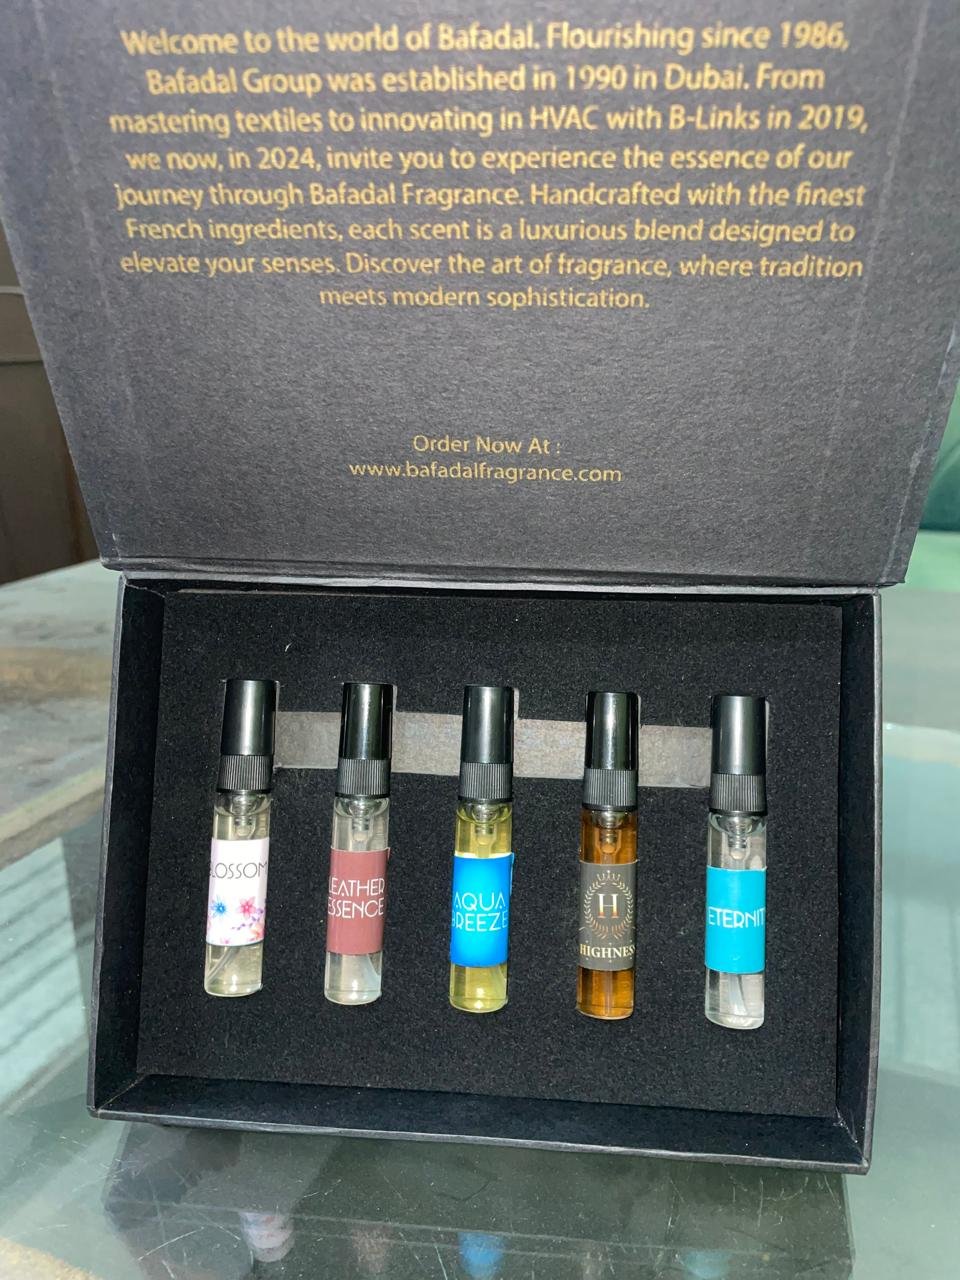 Welcome to the world of Bafadal. Flourishing since 1986,
Bafadal Group was established in 1990 in Dubai. From
mastering textiles to innovating in HVAC with B-Links in 2019,
we now, in 2024, invite you to experience the essence of our
journey through Bafadal Fragrance. Handcrafted with the finest
French ingredients, each scent is a luxurious blend designed to
elevate your senses. Discover the art of fragrance, where tradition
meets modern sophistication.
Order Now At :
www.bafadalfragrance.com
LOSSOM
LEATHER
ESSENCE
AQUA
BREEZE
H
HIGHNES
ETERNIT